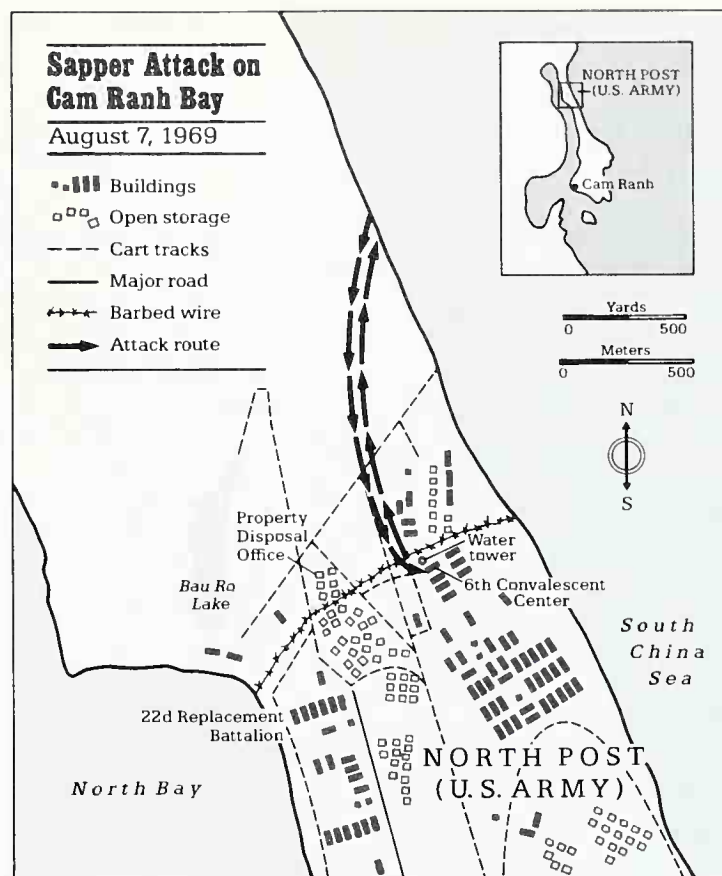 Sapper Attack on
Cam Ranh Bay
August 7, 1969
Buildings
Open storage
Cart tracks
Major road
Barbed wire
Attack route
NORTH POST
(U.S. ARMY)
Cam Ranh
Yards
0 500
Meters
0 500
N
S
Property
Disposal
Office
Bau Ro
Lake
Water
tower
6th Convalescent
Center
South
China
Sea
22d Replacement
Battalion
North Bay
NORTH POST
(U.S. ARMY)